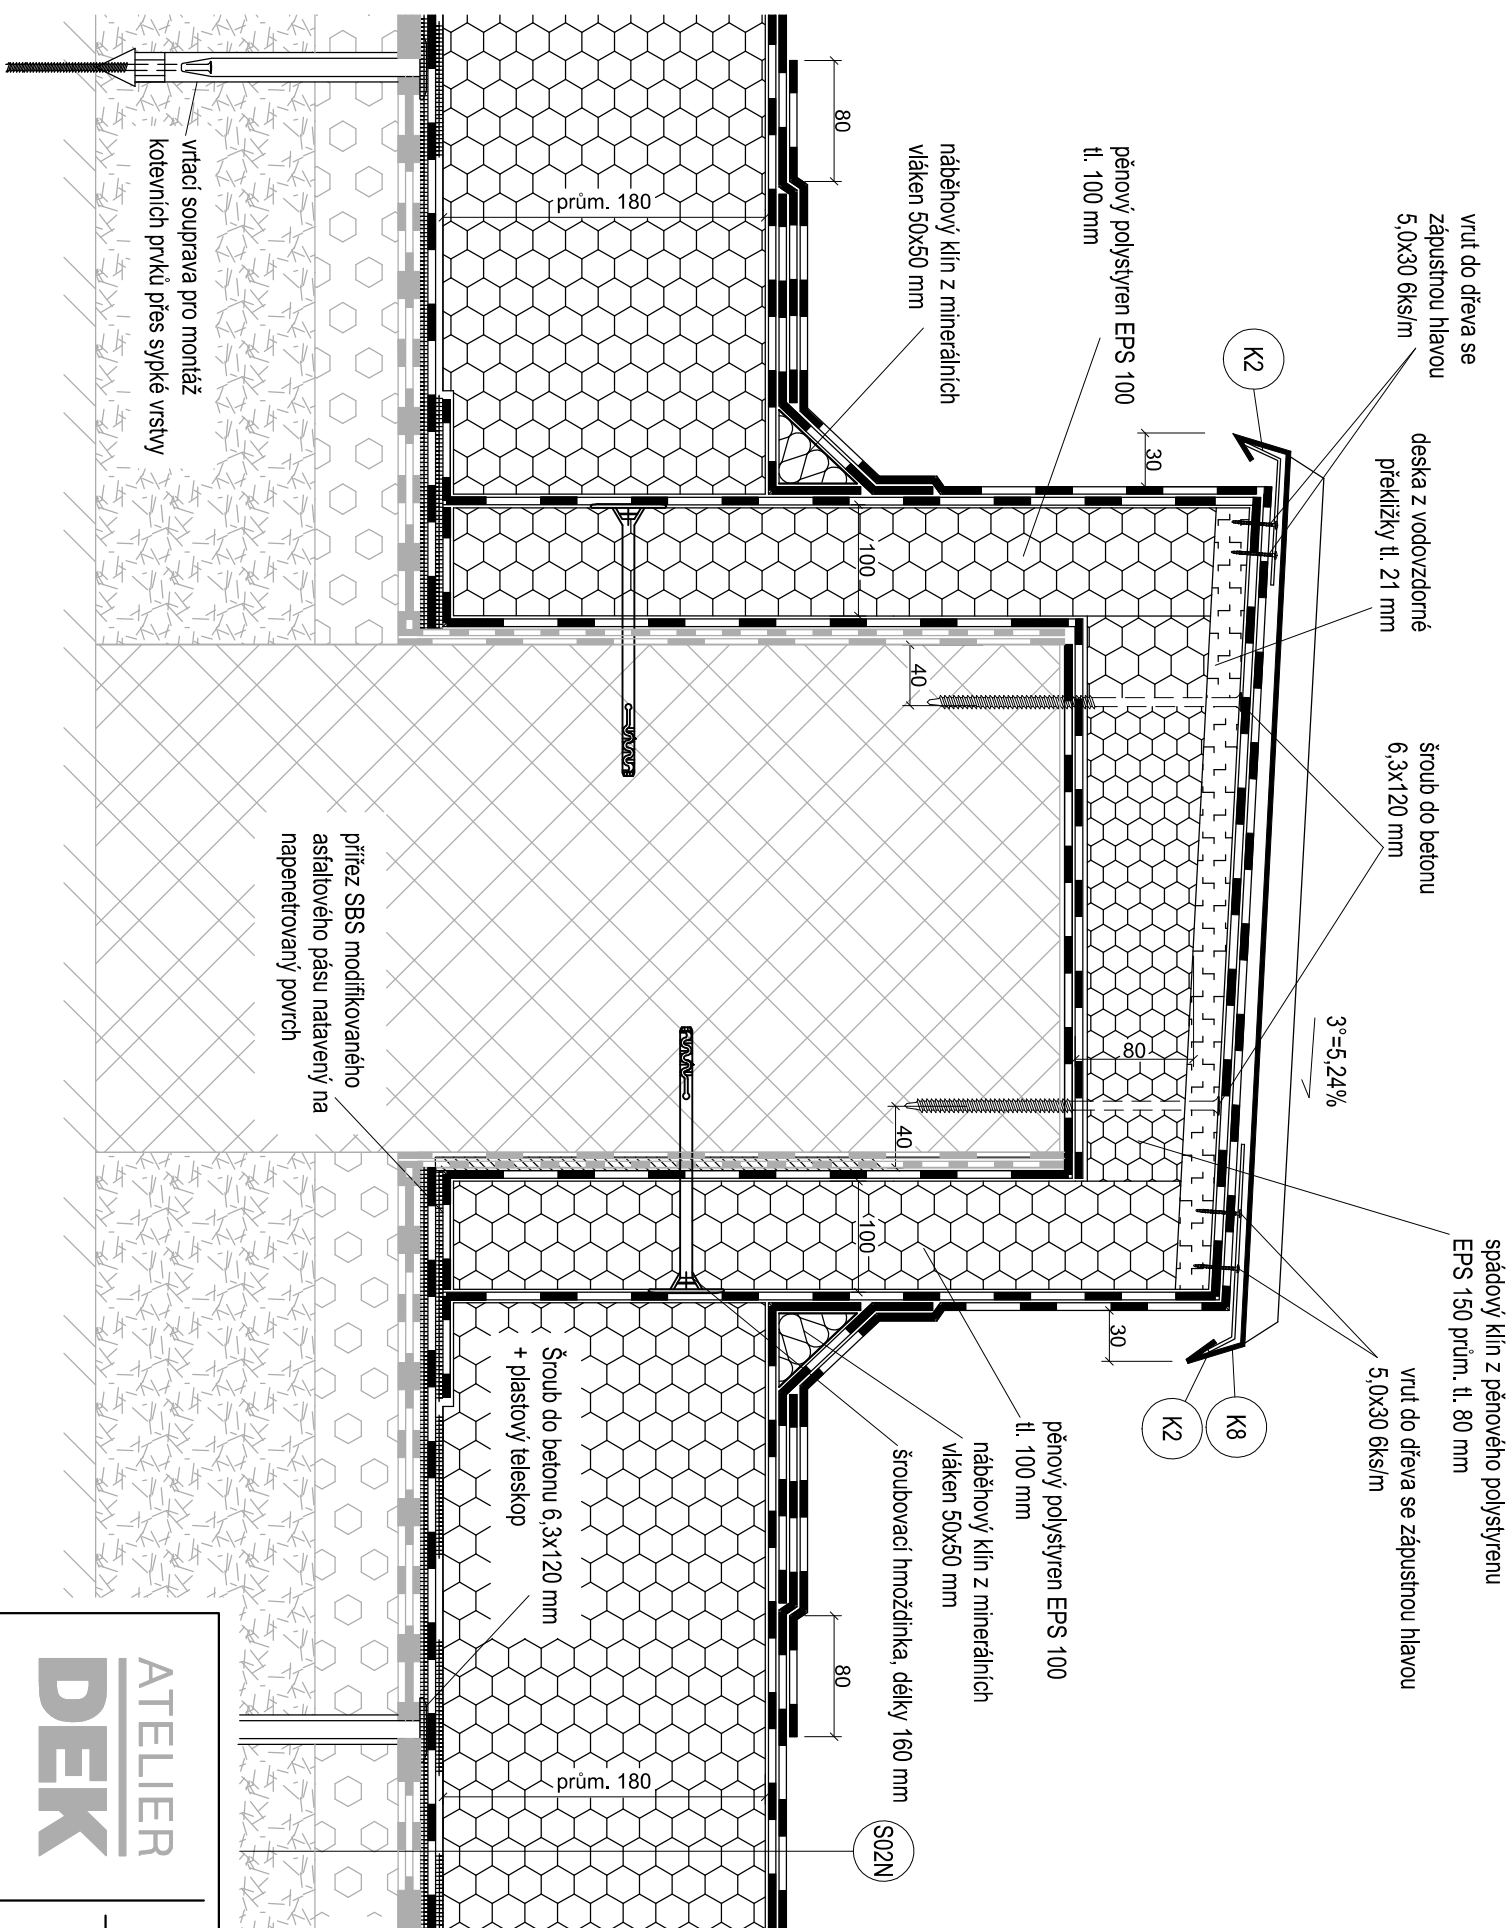 vrut do dřeva se
zápustnou hlavou
5,0x30 6ks/m
deska z vodovzdorné
překližky tl. 21 mm
šroub do betonu
6,3x120 mm
3°=5,24%
spádový klín z pěnového polystyrenu
EPS 150 prům. tl. 80 mm
vrut do dřeva se zápustnou hlavou
5,0x30 6ks/m
K2
K8
K2
30
30
pěnový polystyren EPS 100
tl. 100 mm
náběhový klín z minerálních
vláken 50x50 mm
80
100
40
80
40
100
pěnový polystyren EPS 100
tl. 100 mm
náběhový klín z minerálních
vláken 50x50 mm
šroubovací hmoždinka, délky 160 mm
80
S02N
prům. 180
prům. 180
Šroub do betonu 6,3x120 mm
+ plastový teleskop
přířez SBS modifikovaného
asfaltového pásu natavený na
napenetrovaný povrch
vrtací souprava pro montáž
kotevních prvků přes sypké vrstvy
ATELIER
DEK